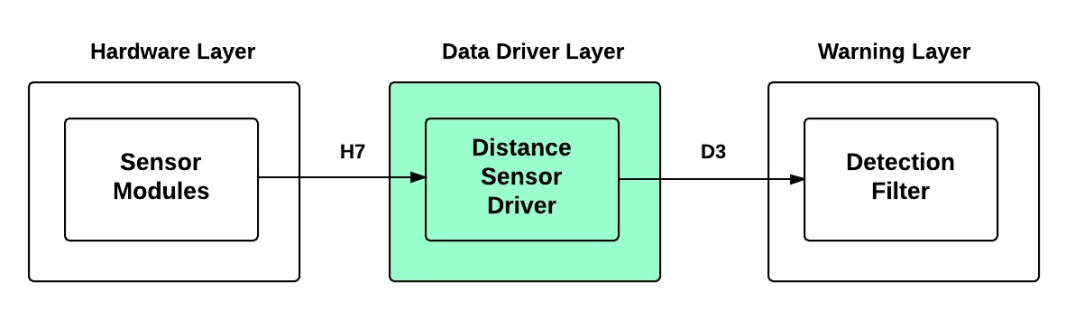 Hardware Layer
Data Driver Layer
Warning Layer
Sensor
Modules
H7
Distance
Sensor
Driver
D3
Detection
Filter